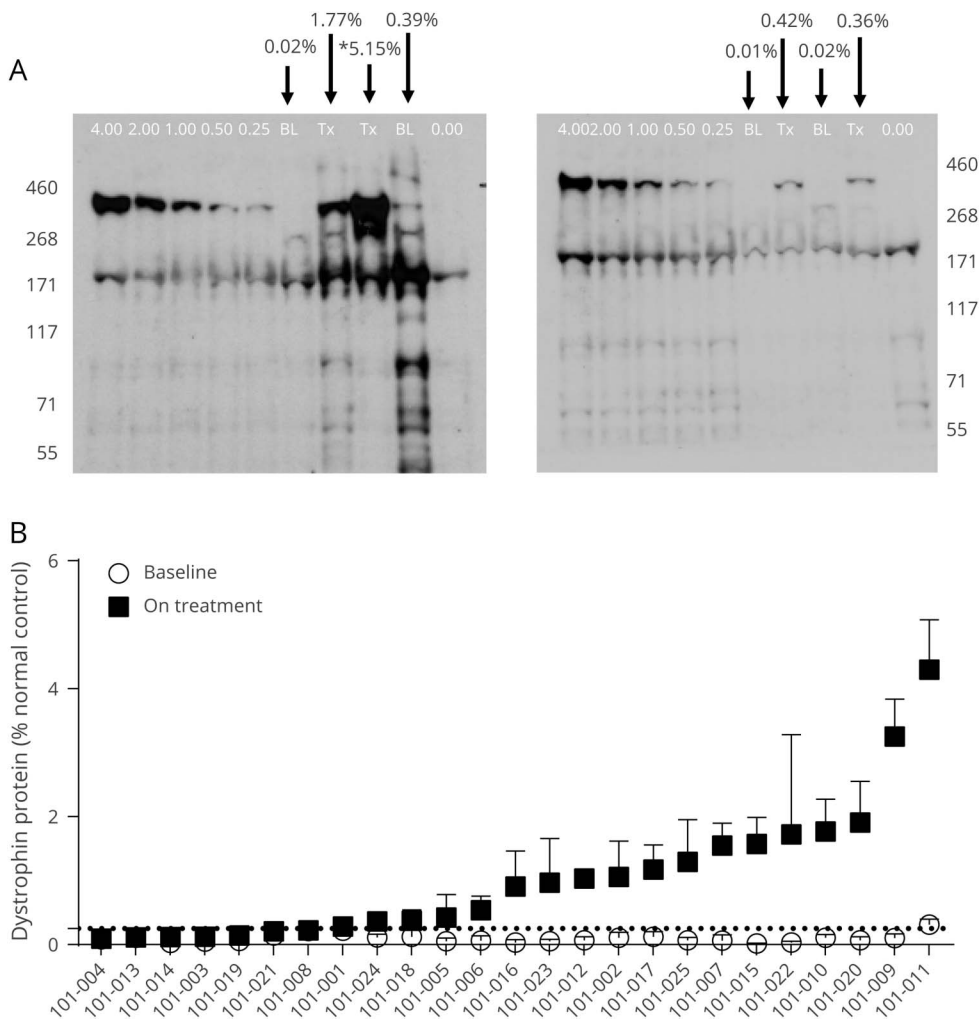 1.77% 0.39% 0.42% 0.36%
0.02% *5.15% 0.01% 0.02%
A
4.00 2.00 1.00 0.50 0.25 BL Tx Tx BL 0.00
4.00 2.00 1.00 0.50 0.25 BL Tx BL Tx 0.00
460
268
171
117
71
55
460
268
171
117
71
55
B
Dystrophin protein (% normal control)
6
4
2
0
Baseline
On treatment
101-004 101-013 101-014 101-003 101-019 101-021 101-008 101-001 101-024 101-018 101-005 101-006 101-016 101-023 101-012 101-002 101-017 101-025 101-007 101-015 101-022 101-010 101-020 101-009 101-011